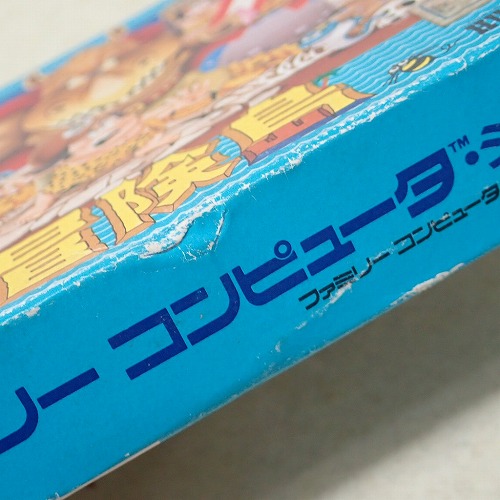 冒険島
リー コンピュータ™・シ
ファミリー コンピュータ